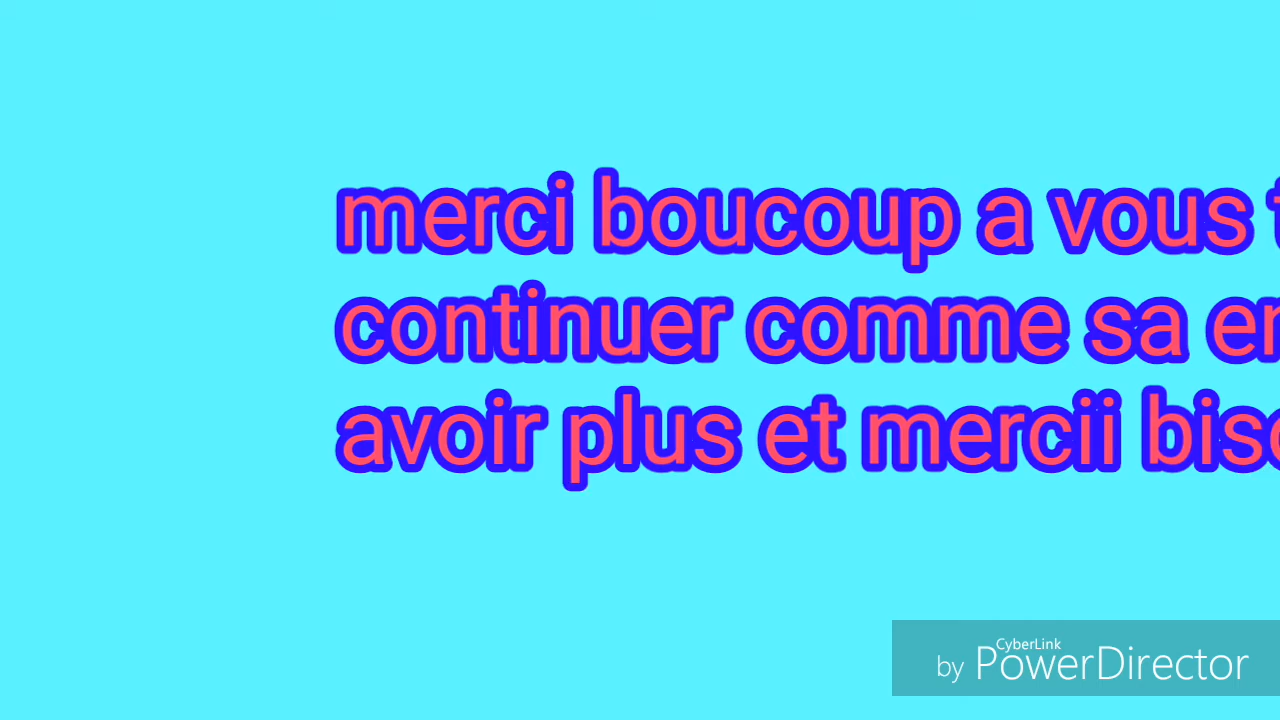 merci boucoup a vous
continuer comme sa
avoir plus et mercii
CyberLink
by PowerDirector